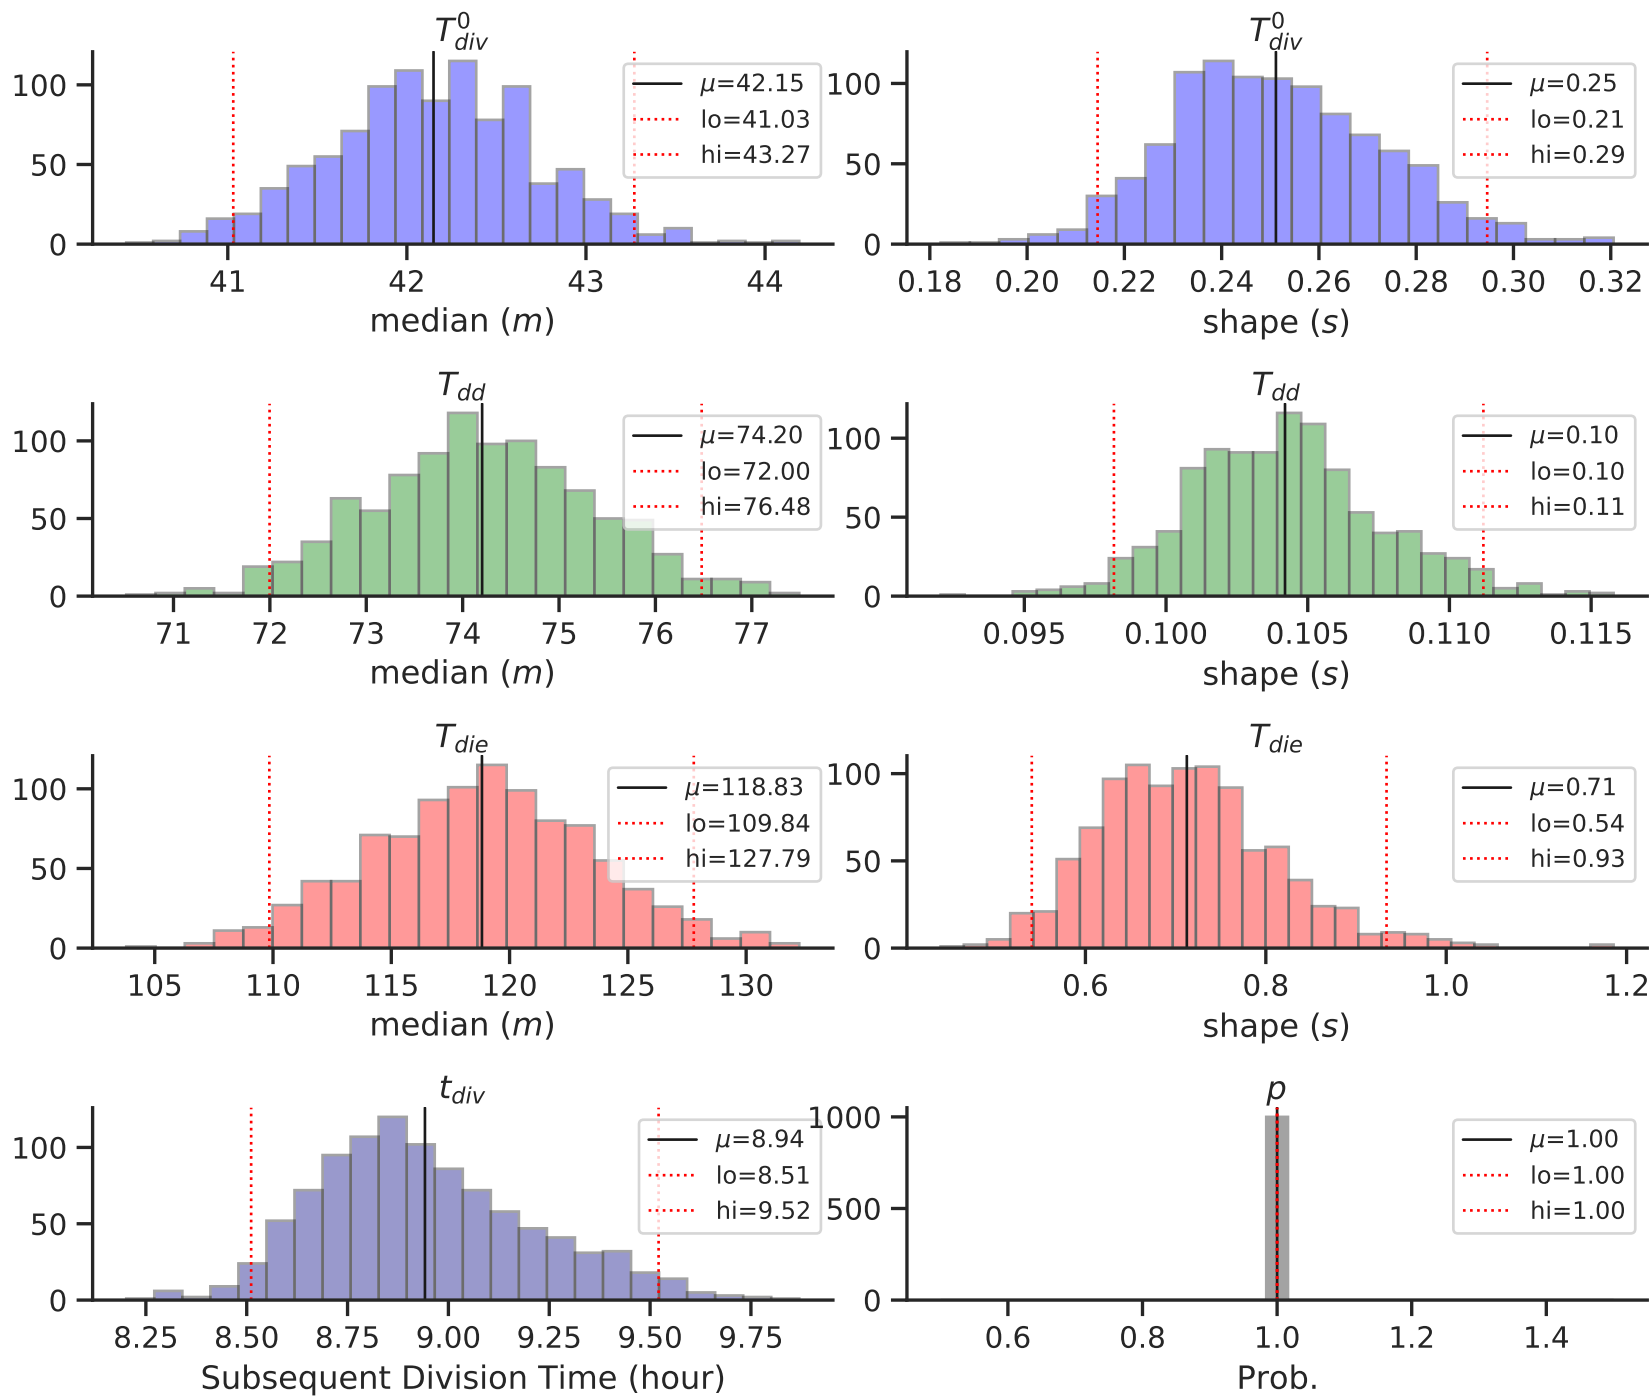 T⁰div
100
50
0
μ=42.15
lo=41.03
hi=43.27
41 42 43 44
median (m)
T⁰div
100
50
0
μ=0.25
lo=0.21
hi=0.29
0.18 0.20 0.22 0.24 0.26 0.28 0.30 0.32
shape (s)
Tdd
100
50
0
μ=74.20
lo=72.00
hi=76.48
71 72 73 74 75 76 77
median (m)
Tdd
100
50
0
μ=0.10
lo=0.10
hi=0.11
0.095 0.100 0.105 0.110 0.115
shape (s)
Tdie
100
50
0
μ=118.83
lo=109.84
hi=127.79
105 110 115 120 125 130
median (m)
Tdie
100
50
0
μ=0.71
lo=0.54
hi=0.93
0.6 0.8 1.0 1.2
shape (s)
tdiv
100
50
0
μ=8.94
lo=8.51
hi=9.52
8.25 8.50 8.75 9.00 9.25 9.50 9.75
Subsequent Division Time (hour)
p
1000
500
0
μ=1.00
lo=1.00
hi=1.00
0.6 0.8 1.0 1.2 1.4
Prob.